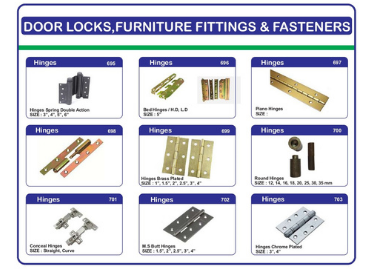 DOOR LOCKS,FURNITURE FITTINGS & FASTENERS
Hinges 695
Hinges Spring Double Action
SIZE : 3", 4", 5", 6"
Hinges 696
Bed Hinges / H.D, L.D
SIZE : 5"
Hinges 697
Piano Hinges
SIZE :
Hinges 698
Hinges 699
Hinges Brass Plated
SIZE : 1", 1.5", 2", 2.5", 3", 4"
Hinges 700
Round Hinges
SIZE : 12, 14, 16, 18, 20, 25, 30, 35 mm
Hinges 701
Conceal Hinges
SIZE : Straight, Curve
Hinges 702
M.S Butt Hinges
SIZE : 1.5", 2", 2.5", 3", 4"
Hinges 703
Hinges Chrome Plated
SIZE : 3", 4"